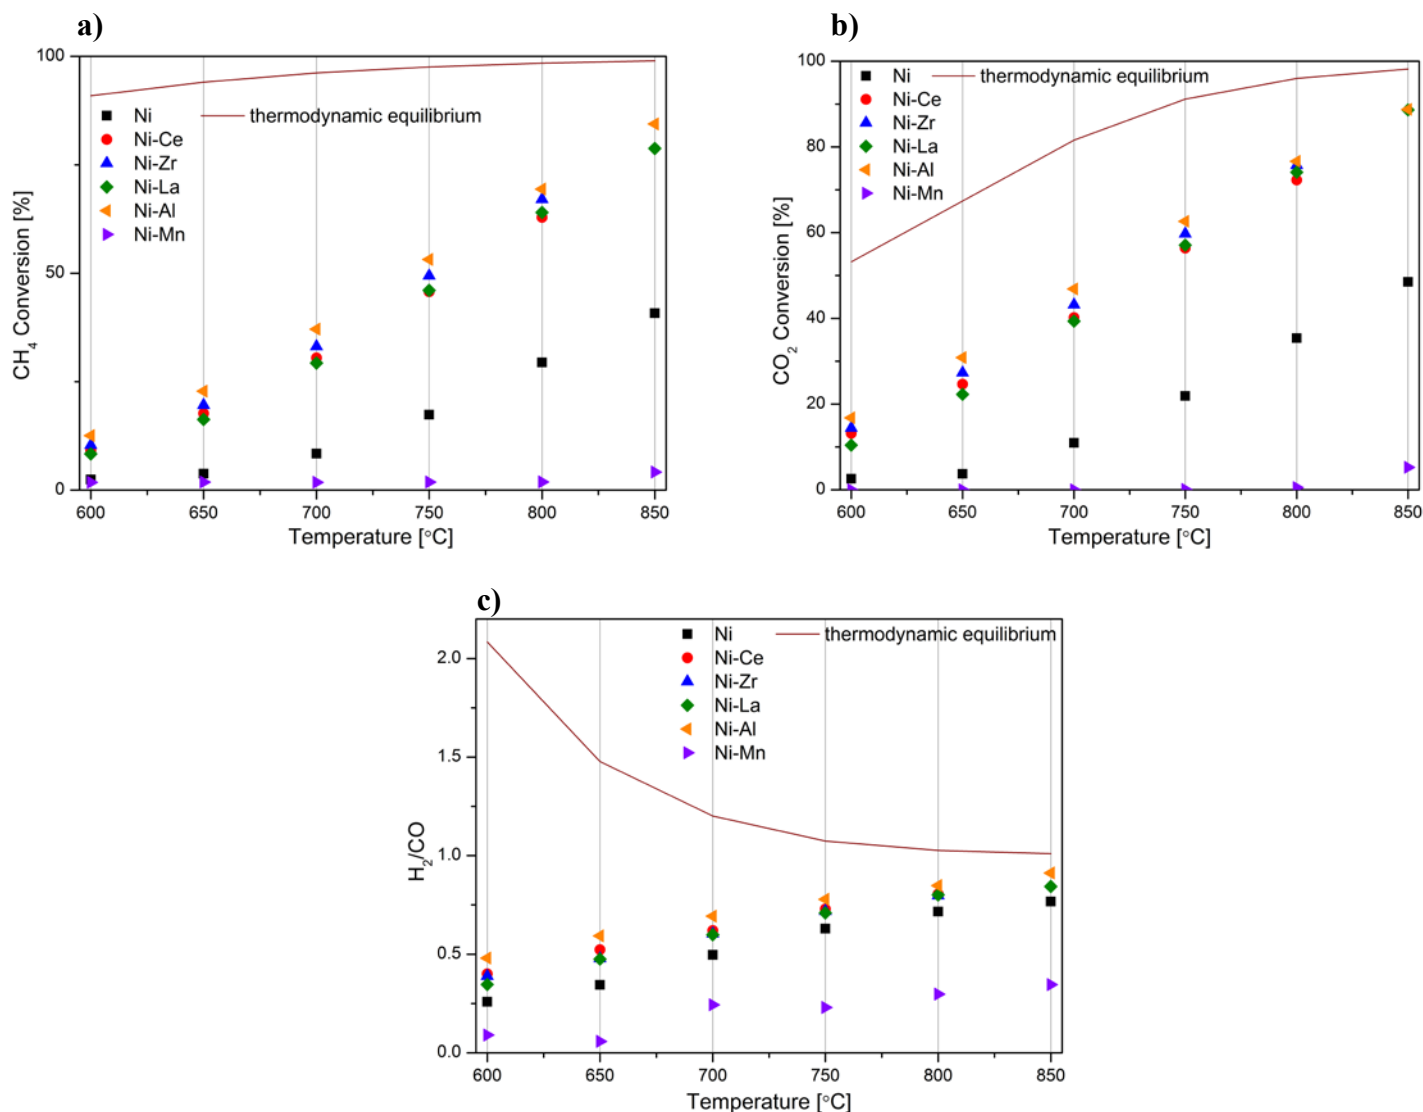 a)
100
50
0
CH4 Conversion [%]
Ni
Ni-Ce
Ni-Zr
Ni-La
Ni-Al
Ni-Mn
thermodynamic equilibrium
600 650 700 750 800 850
Temperature [°C]
b)
100
80
60
40
20
0
CO2 Conversion [%]
Ni
Ni-Ce
Ni-Zr
Ni-La
Ni-Al
Ni-Mn
thermodynamic equilibrium
600 650 700 750 800 850
Temperature [°C]
c)
2.0
1.5
1.0
0.5
0.0
H2/CO
Ni
Ni-Ce
Ni-Zr
Ni-La
Ni-Al
Ni-Mn
thermodynamic equilibrium
600 650 700 750 800 850
Temperature [°C]